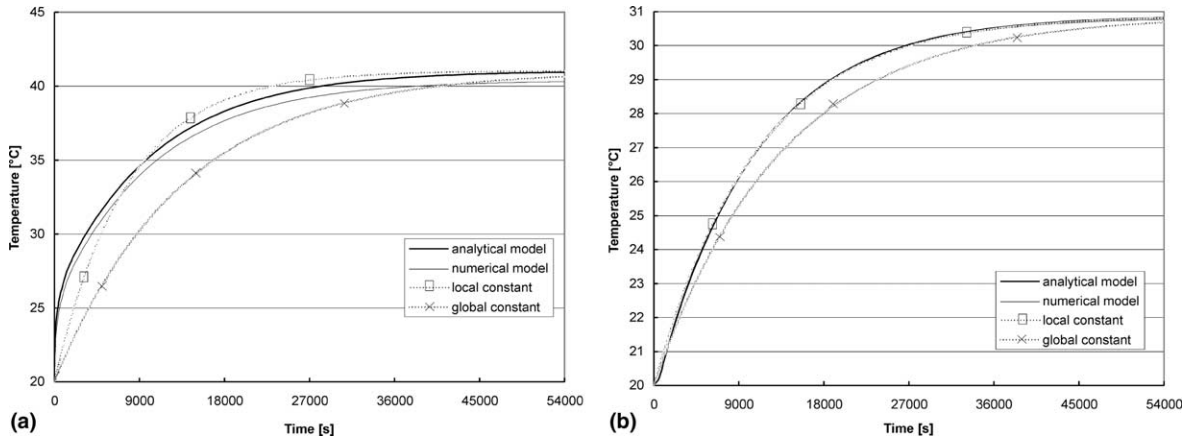 45
40
35
30
25
20
Temperature [°C]
analytical model
numerical model
local constant
global constant
0 9000 18000 27000 36000 45000 54000
(a)
Time [s]
31
30
29
28
27
26
25
24
23
22
21
20
Temperature [°C]
analytical model
numerical model
local constant
global constant
0 9000 18000 27000 36000 45000 54000
(b)
Time [s]